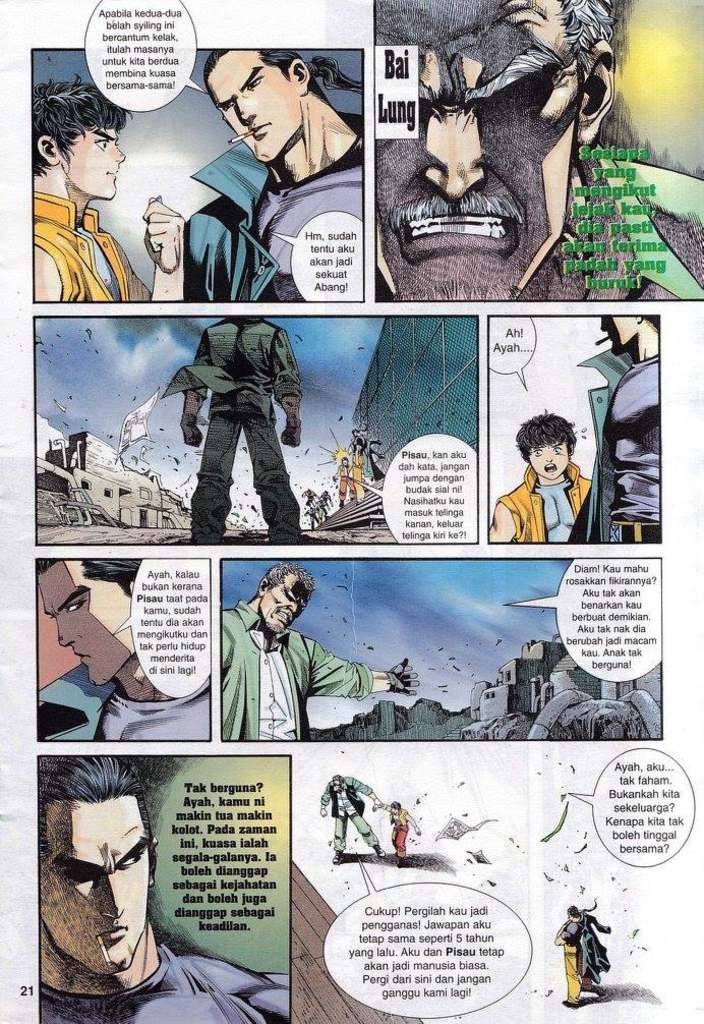 Apabila kedua-dua
belah syiling ini
bercantum kelak,
itulah masanya
untuk kita berdua
membina kuasa
bersama-sama!
Hm, sudah
tentu aku
akan jadi
sekuat
Abang!
Bai
Lung
Sesiapa
yang
mengikut
jejak kau
dia pasti
akan terima
padah yang
buruk!
Pisau, kan aku
dah kata, jangan
jumpa dengan
budak sial ni!
Nasihatku kau
masuk telinga
kanan, keluar
telinga kiri ke?!
Ah!
Ayah....
Ayah, kalau
bukan kerana
Pisau taat pada
kamu, sudah
tentu dia akan
mengikutku dan
tak perlu hidup
menderita
di sini lagi!
Diam! Kau mahu
rosakkan fikirannya?
Aku tak akan
benarkan kau
berbuat demikian.
Aku tak nak dia
berubah jadi macam
kau. Anak tak
berguna!
Tak berguna?
Ayah, kamu ni
makin tua makin
kolot. Pada zaman
ini, kuasa ialah
segala-galanya. Ia
boleh dianggap
sebagai kejahatan
dan boleh juga
dianggap sebagai
keadilan.
Cukup! Pergilah kau jadi
pengganas! Jawapan aku
tetap sama seperti 5 tahun
yang lalu. Aku dan Pisau tetap
akan jadi manusia biasa.
Pergi dari sini dan jangan
ganggu kami lagi!
Ayah, aku...
tak faham.
Bukankah kita
sekeluarga?
Kenapa kita tak
boleh tinggal
bersama?
21